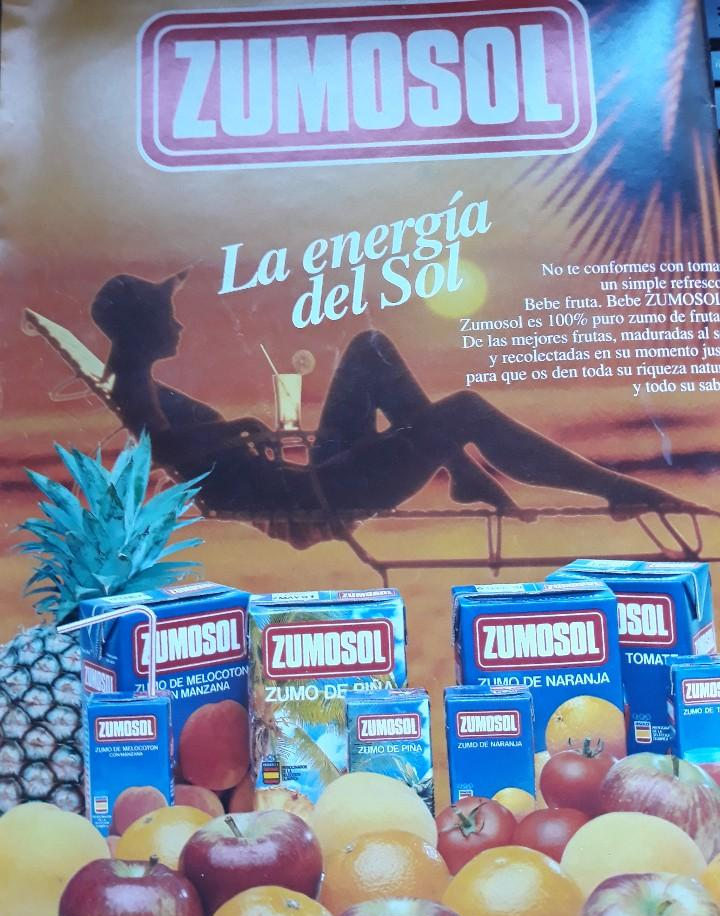 ZUMOSOL
La energía
del Sol
No te conformes con toma
un simple refresco
Bebe fruta. Bebe ZUMOSOL
Zumosol es 100% puro zumo de fruta
De las mejores frutas, maduradas al s
y recolectadas en su momento jus
para que os den toda su riqueza natu
y todo su sab
ZUMOSOL
ZUMO DE MELOCOTON
N MANZANA
ZUMOSOL
ZUMO DE PIÑA
ZUMOSOL
ZUMO DE NARANJA
OSOL
TOMATE
ZUMOSOL
ZUMO DE MELOCOTON
CON MANZANA
ZUMOSOL
ZUMO DE PIÑA
ZUMOSOL
ZUMO DE NARANJA
ZUMOS
ZUMO DE T